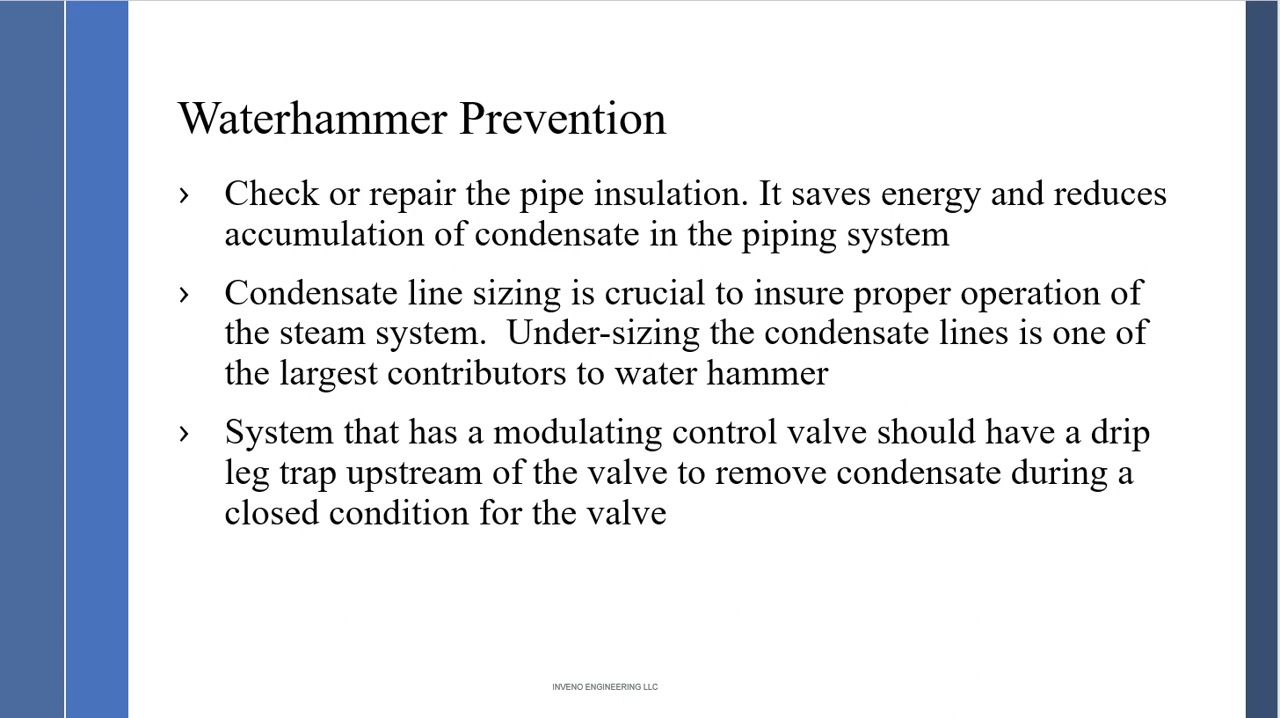 Waterhammer Prevention
› Check or repair the pipe insulation. It saves energy and reduces
accumulation of condensate in the piping system
› Condensate line sizing is crucial to insure proper operation of
the steam system.  Under-sizing the condensate lines is one of
the largest contributors to water hammer
› System that has a modulating control valve should have a drip
leg trap upstream of the valve to remove condensate during a
closed condition for the valve
INVENO ENGINEERING LLC